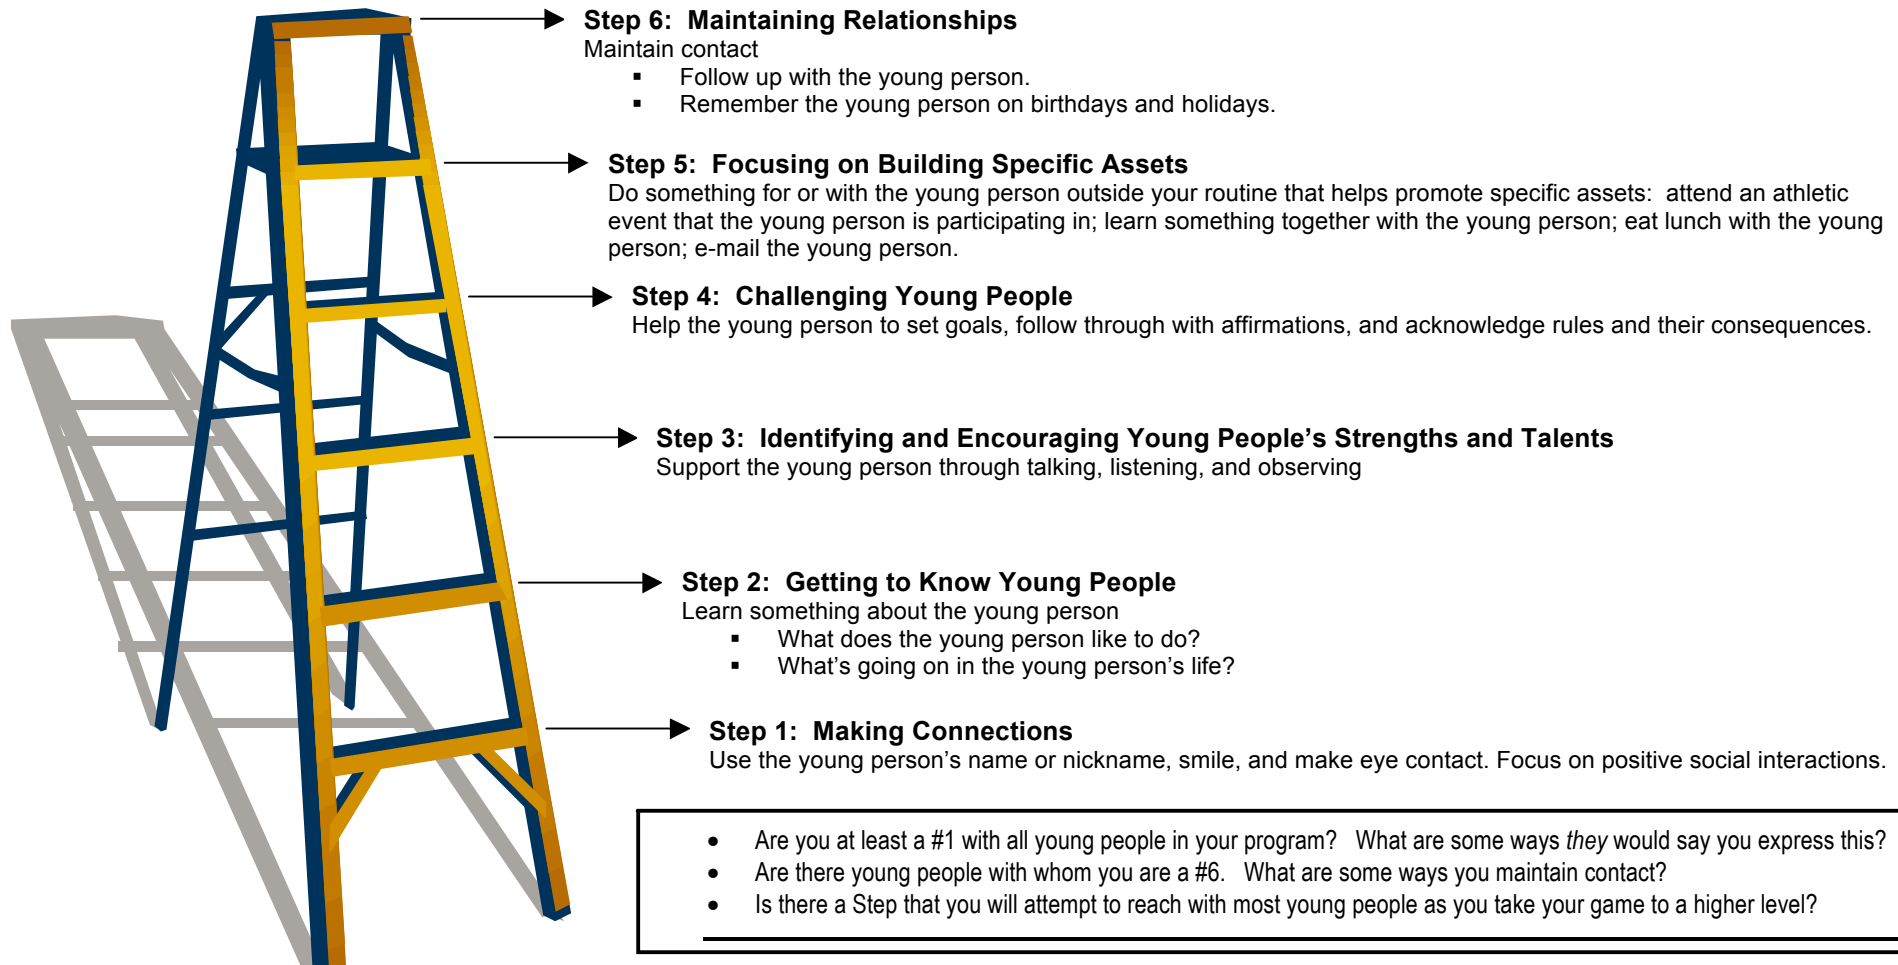 Step 6:  Maintaining Relationships
Maintain contact
▪ Follow up with the young person.
▪ Remember the young person on birthdays and holidays.
Step 5:  Focusing on Building Specific Assets
Do something for or with the young person outside your routine that helps promote specific assets:  attend an athletic
event that the young person is participating in; learn something together with the young person; eat lunch with the young
person; e-mail the young person.
Step 4:  Challenging Young People
Help the young person to set goals, follow through with affirmations, and acknowledge rules and their consequences.
Step 3:  Identifying and Encouraging Young People’s Strengths and Talents
Support the young person through talking, listening, and observing
Step 2:  Getting to Know Young People
Learn something about the young person
▪ What does the young person like to do?
▪ What’s going on in the young person’s life?
Step 1:  Making Connections
Use the young person’s name or nickname, smile, and make eye contact. Focus on positive social interactions.
• Are you at least a #1 with all young people in your program?   What are some ways they would say you express this?
• Are there young people with whom you are a #6.   What are some ways you maintain contact?
• Is there a Step that you will attempt to reach with most young people as you take your game to a higher level?